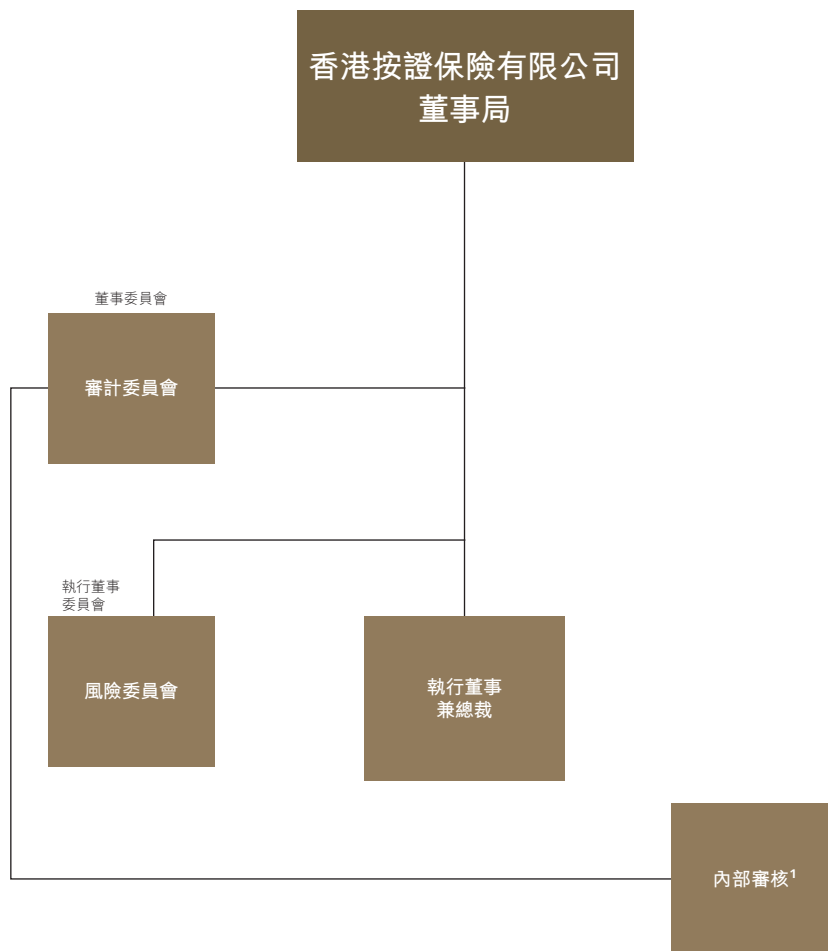 香港按證保險有限公司
董事局
董事委員會
審計委員會
執行董事
委員會
風險委員會
執行董事
兼總裁
內部審核¹